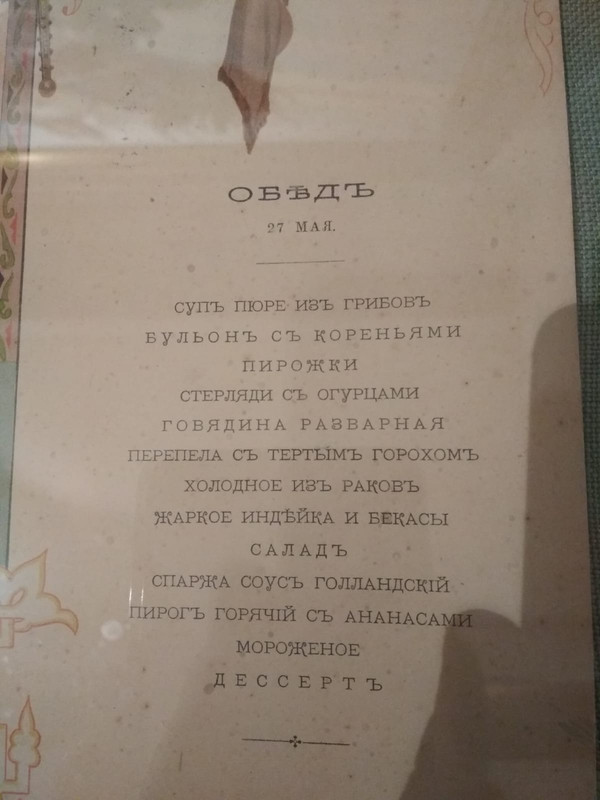 ОБѢДЪ
27 МАЯ.
СУПЪ ПЮРЕ ИЗЪ ГРИБОВЪ
БУЛЬОНЪ СЪ КОРЕНЬЯМИ
ПИРОЖКИ
СТЕРЛЯДИ СЪ ОГУРЦАМИ
ГОВЯДИНА РАЗВАРНАЯ
ПЕРЕПЕЛА СЪ ТЕРТЫМЪ ГОРОХОМЪ
ХОЛОДНОЕ ИЗЪ РАКОВЪ
ЖАРКОЕ ИНДѢЙКА И БЕКАСЫ
САЛАДЪ
СПАРЖА СОУСЪ ГОЛЛАНДСКІЙ
ПИРОГЪ ГОРЯЧІЙ СЪ АНАНАСАМИ
МОРОЖЕНОЕ
ДЕССЕРТЪ